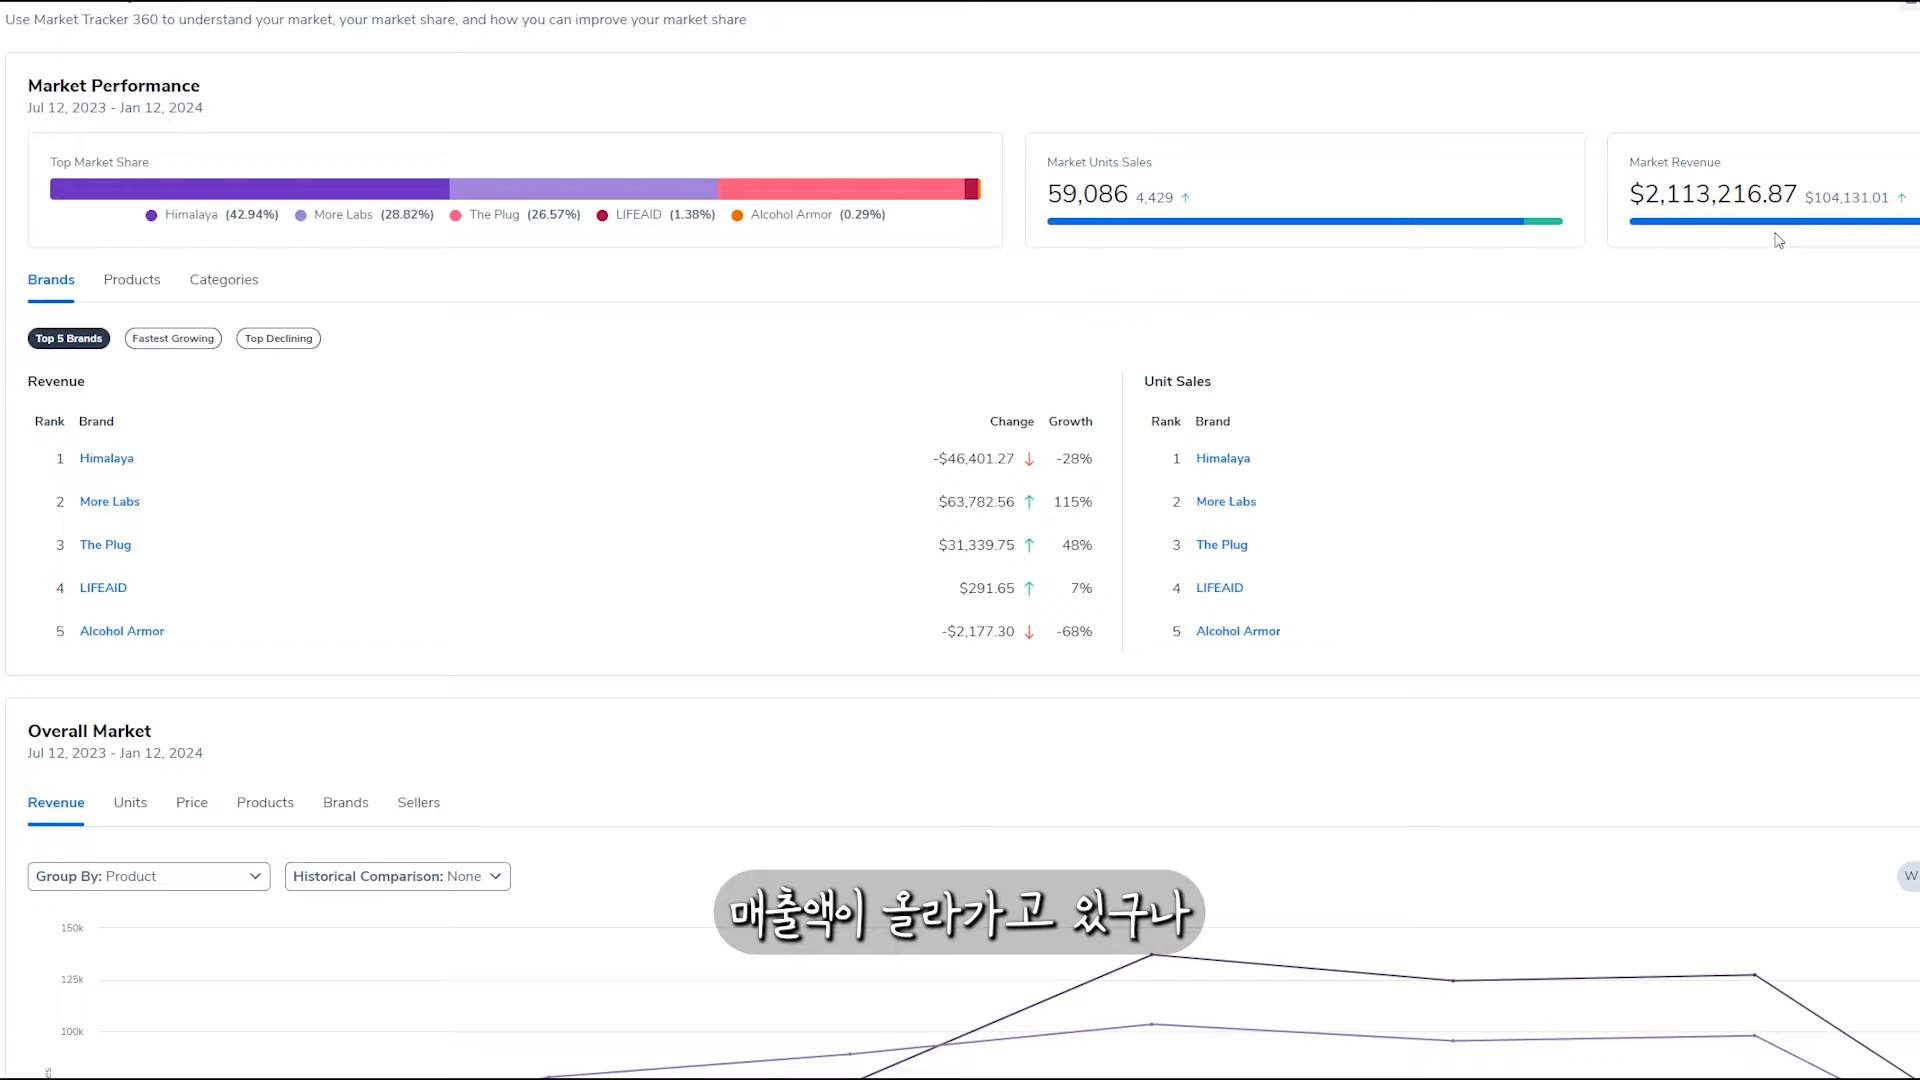 Use Market Tracker 360 to understand your market, your market share, and how you can improve your market share
Market Performance
Jul 12, 2023 - Jan 12, 2024
Top Market Share
Himalaya (42.94%) More Labs (28.82%) The Plug (26.57%) LIFEAID (1.38%) Alcohol Armor (0.29%)
Market Units Sales
59,086 4,429 ↑
Market Revenue
$2,113,216.87 $104,131.01 ↑
Brands Products Categories
Top 5 Brands Fastest Growing Top Declining
Revenue
Rank Brand Change Growth
1 Himalaya -$46,401.27 ↓ -28%
2 More Labs $63,782.56 ↑ 115%
3 The Plug $31,339.75 ↑ 48%
4 LIFEAID $291.65 ↑ 7%
5 Alcohol Armor -$2,177.30 ↓ -68%
Unit Sales
Rank Brand
1 Himalaya
2 More Labs
3 The Plug
4 LIFEAID
5 Alcohol Armor
Overall Market
Jul 12, 2023 - Jan 12, 2024
Revenue Units Price Products Brands Sellers
Group By: Product Historical Comparison: None
W
매출액이 올라가고 있구나
150k
125k
100k